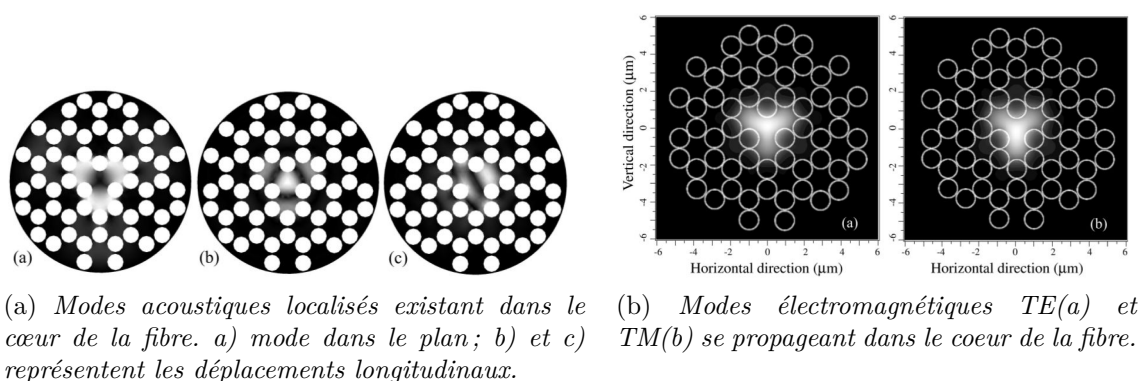 (a)
(b)
(c)
Vertical direction (µm)
6
4
2
0
-2
-4
-6
(a)
-6 -4 -2 0 2 4 6
Horizontal direction (µm)
(b)
-6 -4 -2 0 2 4 6
Horizontal direction (µm)
(a) Modes acoustiques localisés existant dans le
cœur de la fibre. a) mode dans le plan; b) et c)
représentent les déplacements longitudinaux.
(b) Modes électromagnétiques TE(a) et
TM(b) se propageant dans le coeur de la fibre.